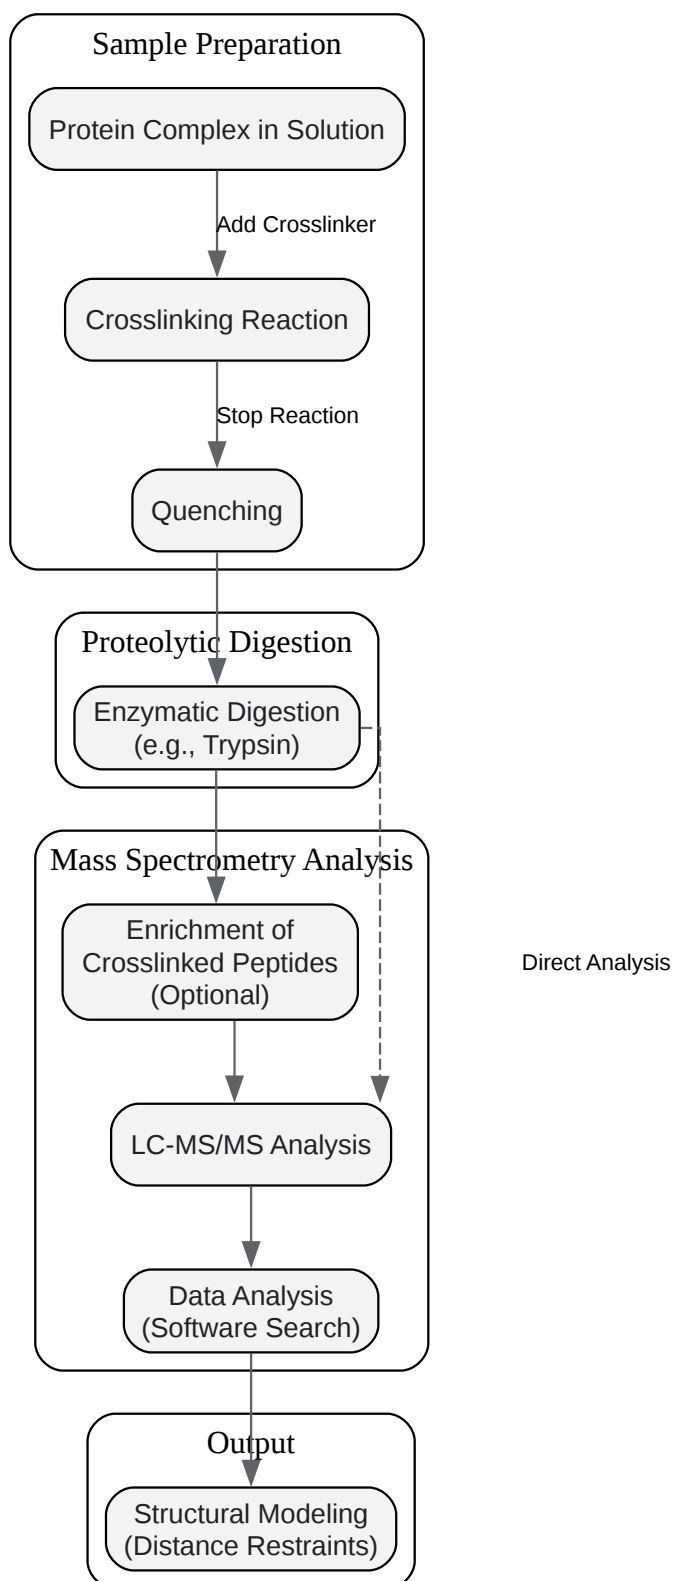 Sample Preparation
Protein Complex in Solution
Add Crosslinker
Crosslinking Reaction
Stop Reaction
Quenching
Proteolytic Digestion
Enzymatic Digestion
(e.g., Trypsin)
Mass Spectrometry Analysis
Enrichment of
Crosslinked Peptides
(Optional)
Direct Analysis
LC-MS/MS Analysis
Data Analysis
(Software Search)
Output
Structural Modeling
(Distance Restraints)